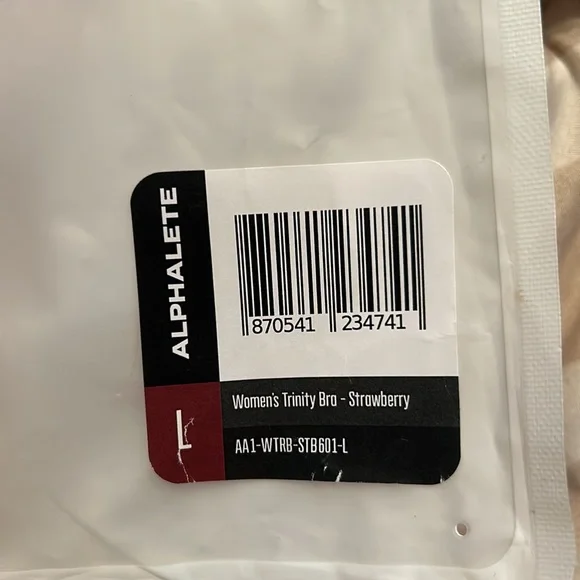 ALPHALETE
870541 234741
L
Women's Trinity Bra - Strawberry
AA1-WTRB-STB601-L